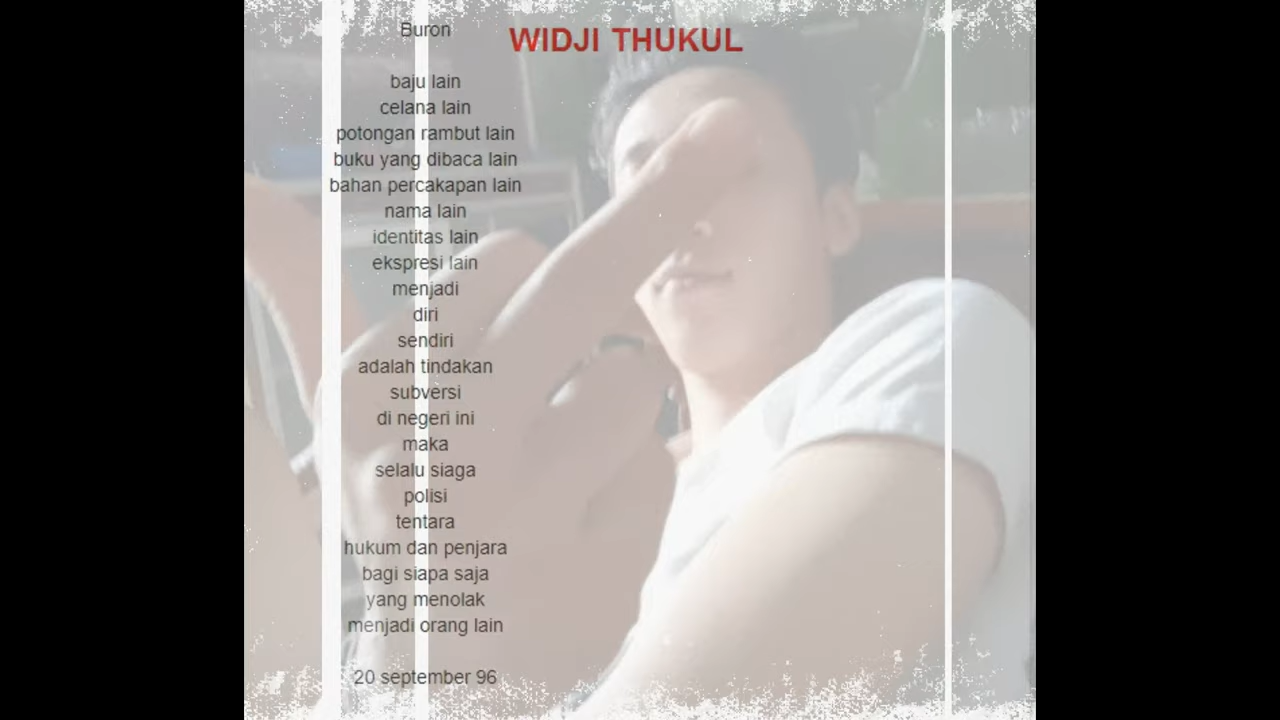 Buron
WIDJI THUKUL
baju lain
celana lain
potongan rambut lain
buku yang dibaca lain
bahan percakapan lain
nama lain
identitas lain
ekspresi lain
menjadi
diri
sendiri
adalah tindakan
subversi
di negeri ini
maka
selalu siaga
polisi
tentara
hukum dan penjara
bagi siapa saja
yang menolak
menjadi orang lain
20 september 96